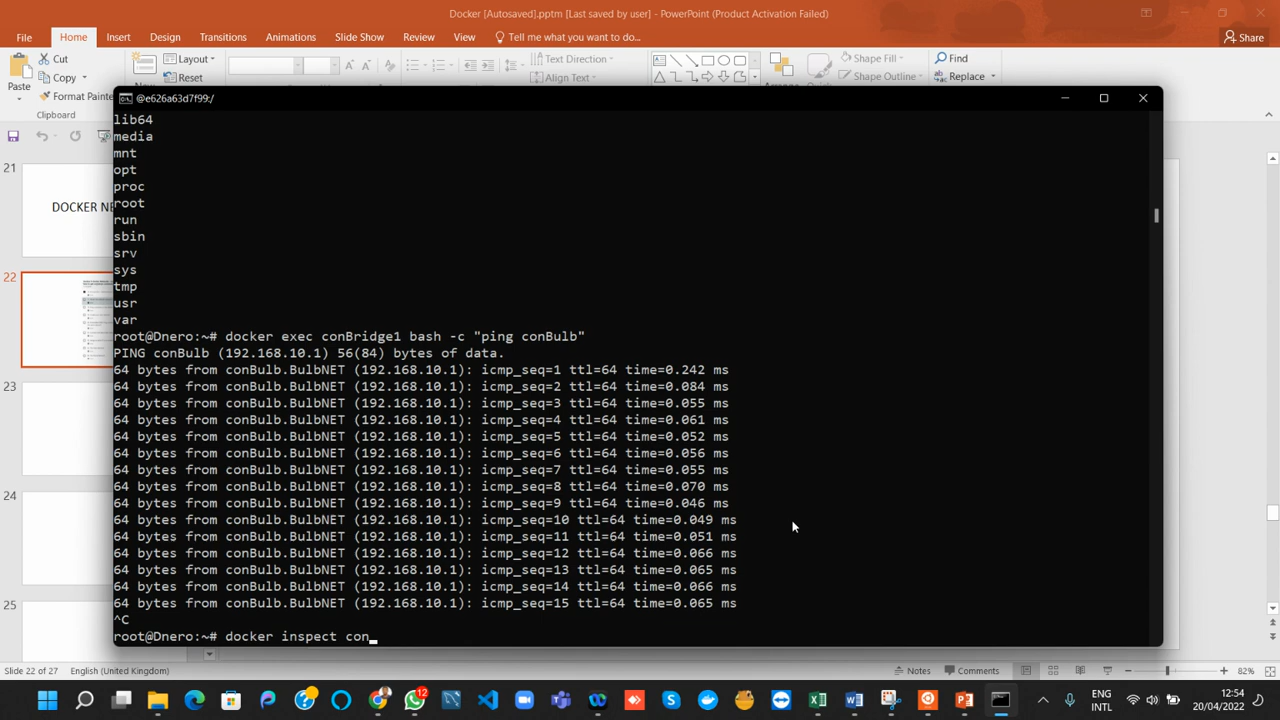 Docker [Autosaved].pptm [Last saved by user] - PowerPoint (Product Activation Failed)
File Home Insert Design Transitions Animations Slide Show Review View Tell me what you want to do... Share
Cut Layout Text Direction Shape Fill Find
Paste Copy Reset Align Text Shape Outline Replace
Format Painte
Clipboard
@e626a63d7f99:/
lib64
media
mnt
opt
proc
root
run
sbin
srv
sys
tmp
usr
var
root@Dnero:~# docker exec conBridge1 bash -c "ping conBulb"
PING conBulb (192.168.10.1) 56(84) bytes of data.
64 bytes from conBulb.BulbNET (192.168.10.1): icmp_seq=1 ttl=64 time=0.242 ms
64 bytes from conBulb.BulbNET (192.168.10.1): icmp_seq=2 ttl=64 time=0.084 ms
64 bytes from conBulb.BulbNET (192.168.10.1): icmp_seq=3 ttl=64 time=0.055 ms
64 bytes from conBulb.BulbNET (192.168.10.1): icmp_seq=4 ttl=64 time=0.061 ms
64 bytes from conBulb.BulbNET (192.168.10.1): icmp_seq=5 ttl=64 time=0.052 ms
64 bytes from conBulb.BulbNET (192.168.10.1): icmp_seq=6 ttl=64 time=0.056 ms
64 bytes from conBulb.BulbNET (192.168.10.1): icmp_seq=7 ttl=64 time=0.055 ms
64 bytes from conBulb.BulbNET (192.168.10.1): icmp_seq=8 ttl=64 time=0.070 ms
64 bytes from conBulb.BulbNET (192.168.10.1): icmp_seq=9 ttl=64 time=0.046 ms
64 bytes from conBulb.BulbNET (192.168.10.1): icmp_seq=10 ttl=64 time=0.049 ms
64 bytes from conBulb.BulbNET (192.168.10.1): icmp_seq=11 ttl=64 time=0.051 ms
64 bytes from conBulb.BulbNET (192.168.10.1): icmp_seq=12 ttl=64 time=0.066 ms
64 bytes from conBulb.BulbNET (192.168.10.1): icmp_seq=13 ttl=64 time=0.065 ms
64 bytes from conBulb.BulbNET (192.168.10.1): icmp_seq=14 ttl=64 time=0.066 ms
64 bytes from conBulb.BulbNET (192.168.10.1): icmp_seq=15 ttl=64 time=0.065 ms
^C
root@Dnero:~# docker inspect con_
21
DOCKER NE
22
23
24
25
Slide 22 of 27 English (United Kingdom) Notes Comments 82%
12
ENG
INTL
12:54
20/04/2022